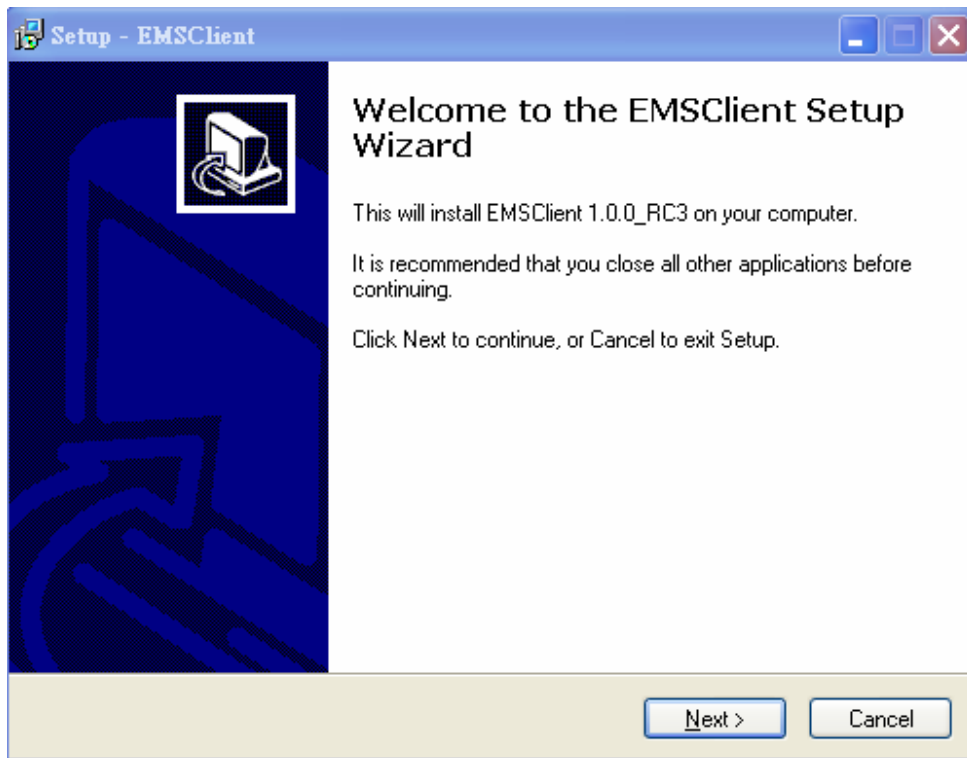 Setup - EMSClient
Welcome to the EMSClient Setup
Wizard
This will install EMSClient 1.0.0_RC3 on your computer.
It is recommended that you close all other applications before
continuing.
Click Next to continue, or Cancel to exit Setup.
Next >
Cancel